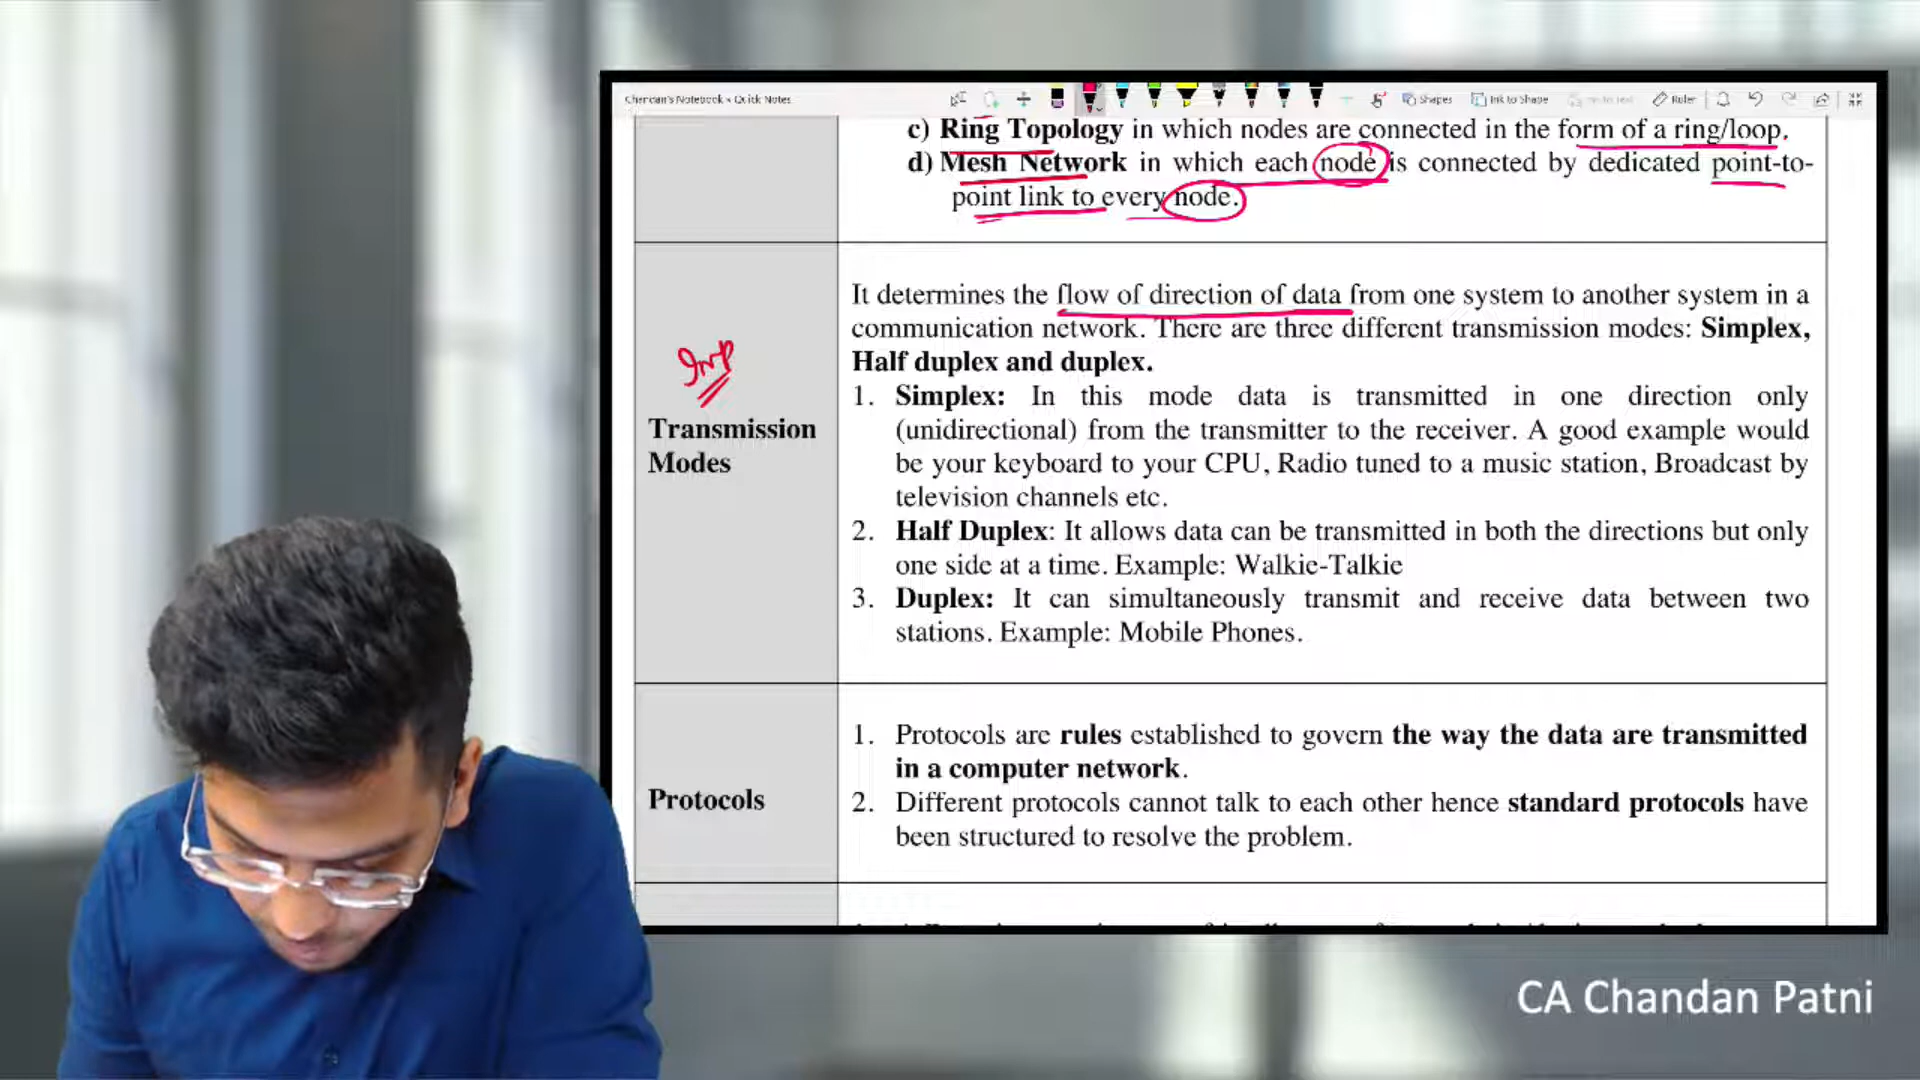 Chandan's Notebook » Quick Notes
Shapes
Ink to Shape
Ruler
c) Ring Topology in which nodes are connected in the form of a ring/loop.
d) Mesh Network in which each node is connected by dedicated point-to-
point link to every node.
Imp
Transmission
Modes
It determines the flow of direction of data from one system to another system in a
communication network. There are three different transmission modes: Simplex,
Half duplex and duplex.
1. Simplex: In this mode data is transmitted in one direction only
(unidirectional) from the transmitter to the receiver. A good example would
be your keyboard to your CPU, Radio tuned to a music station, Broadcast by
television channels etc.
2. Half Duplex: It allows data can be transmitted in both the directions but only
one side at a time. Example: Walkie-Talkie
3. Duplex: It can simultaneously transmit and receive data between two
stations. Example: Mobile Phones.
Protocols
1. Protocols are rules established to govern the way the data are transmitted
in a computer network.
2. Different protocols cannot talk to each other hence standard protocols have
been structured to resolve the problem.
CA Chandan Patni